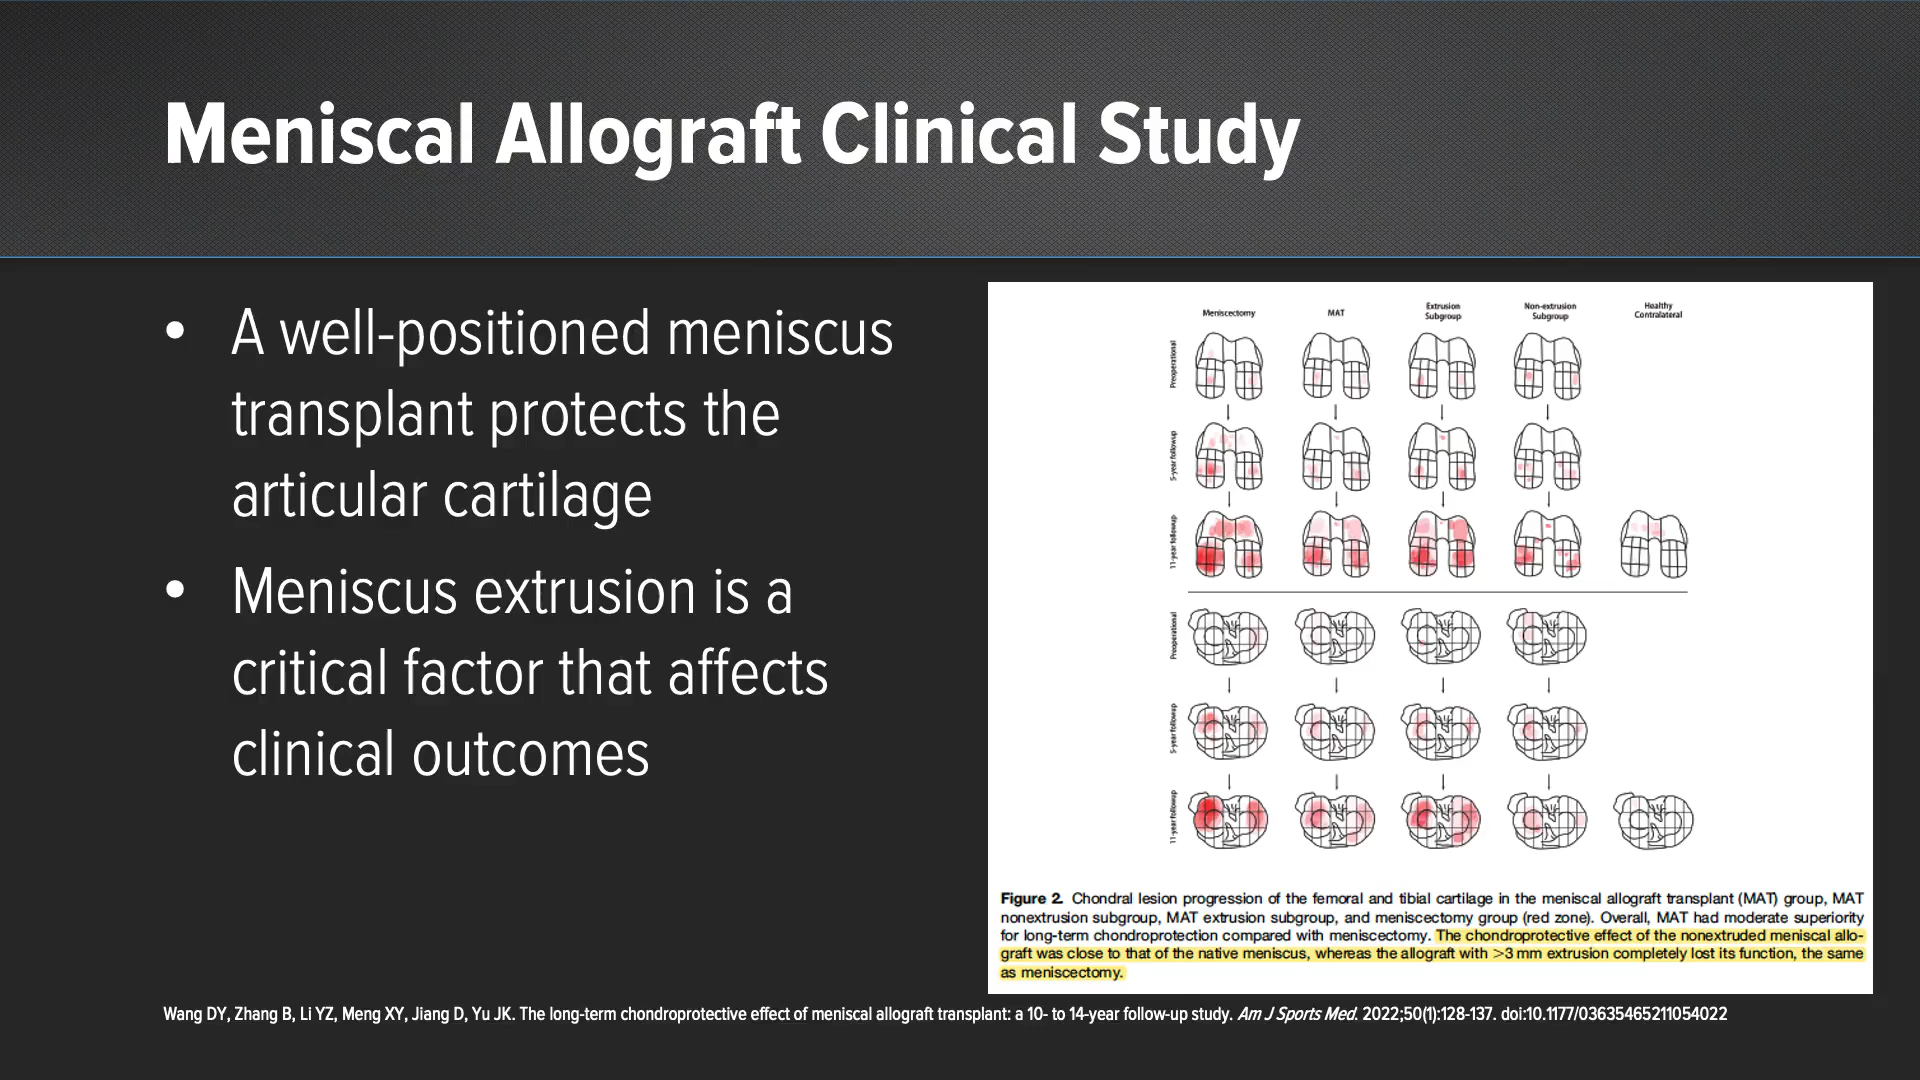 Meniscal Allograft Clinical Study
• A well-positioned meniscus
transplant protects the
articular cartilage
• Meniscus extrusion is a
critical factor that affects
clinical outcomes
Meniscectomy
MAT
Extrusion
Subgroup
Non-extrusion
Subgroup
Healthy
Contralateral
Preoperational
5-year followup
11-year followup
Preoperational
5-year followup
11-year followup
Figure 2. Chondral lesion progression of the femoral and tibial cartilage in the meniscal allograft transplant (MAT) group, MAT
nonextrusion subgroup, MAT extrusion subgroup, and meniscectomy group (red zone). Overall, MAT had moderate superiority
for long-term chondroprotection compared with meniscectomy. The chondroprotective effect of the nonextruded meniscal allo-
graft was close to that of the native meniscus, whereas the allograft with >3 mm extrusion completely lost its function, the same
as meniscectomy.
Wang DY, Zhang B, Li YZ, Meng XY, Jiang D, Yu JK. The long-term chondroprotective effect of meniscal allograft transplant: a 10- to 14-year follow-up study. Am J Sports Med. 2022;50(1):128-137. doi:10.1177/03635465211054022